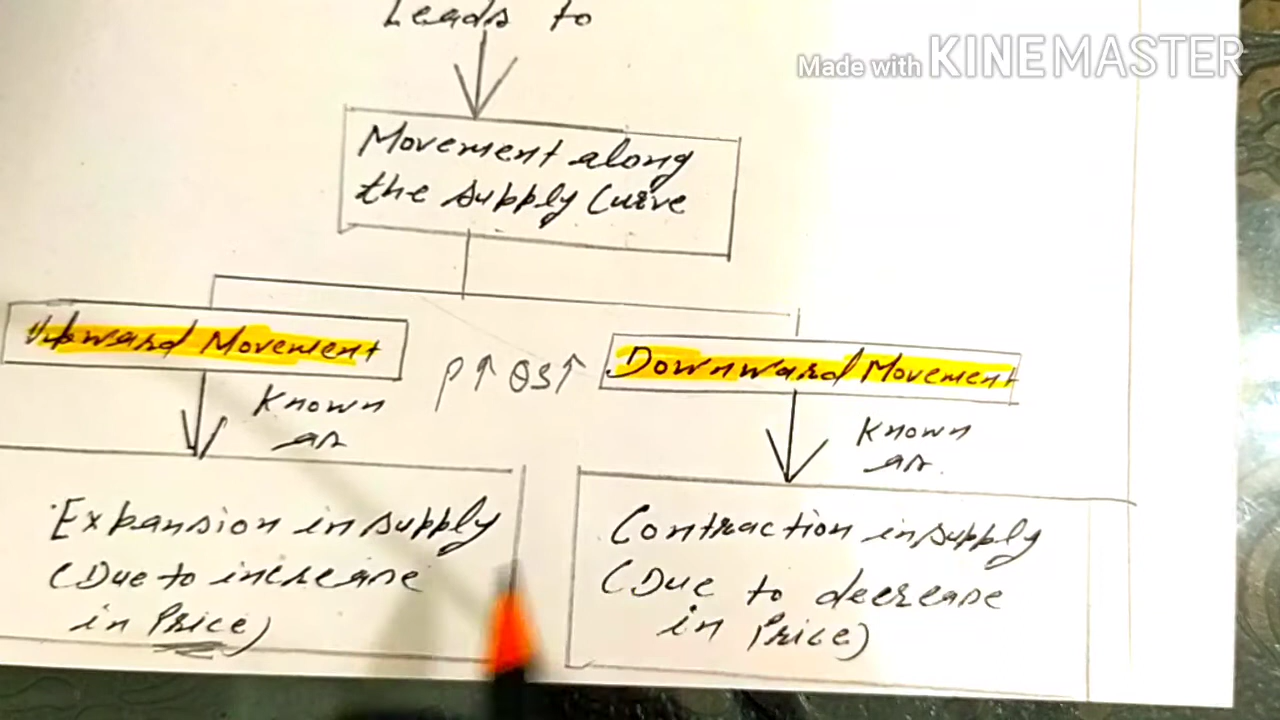 Leads to
Made with KINEMASTER
Movement along
the supply Curve
Upward Movement
P↑ QS↑
Downward Movement
Known
as
Known
as.
Expansion in supply
(Due to increase
in Price)
Contraction in supply
(Due to decrease
in Price)